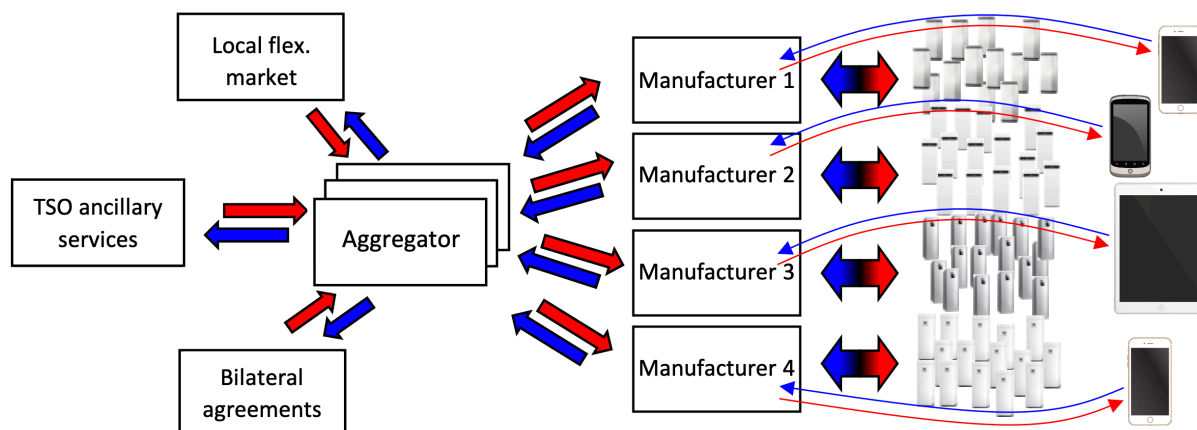 Local flex.
market
TSO ancillary
services
Aggregator
Bilateral
agreements
Manufacturer 1
Manufacturer 2
Manufacturer 3
Manufacturer 4